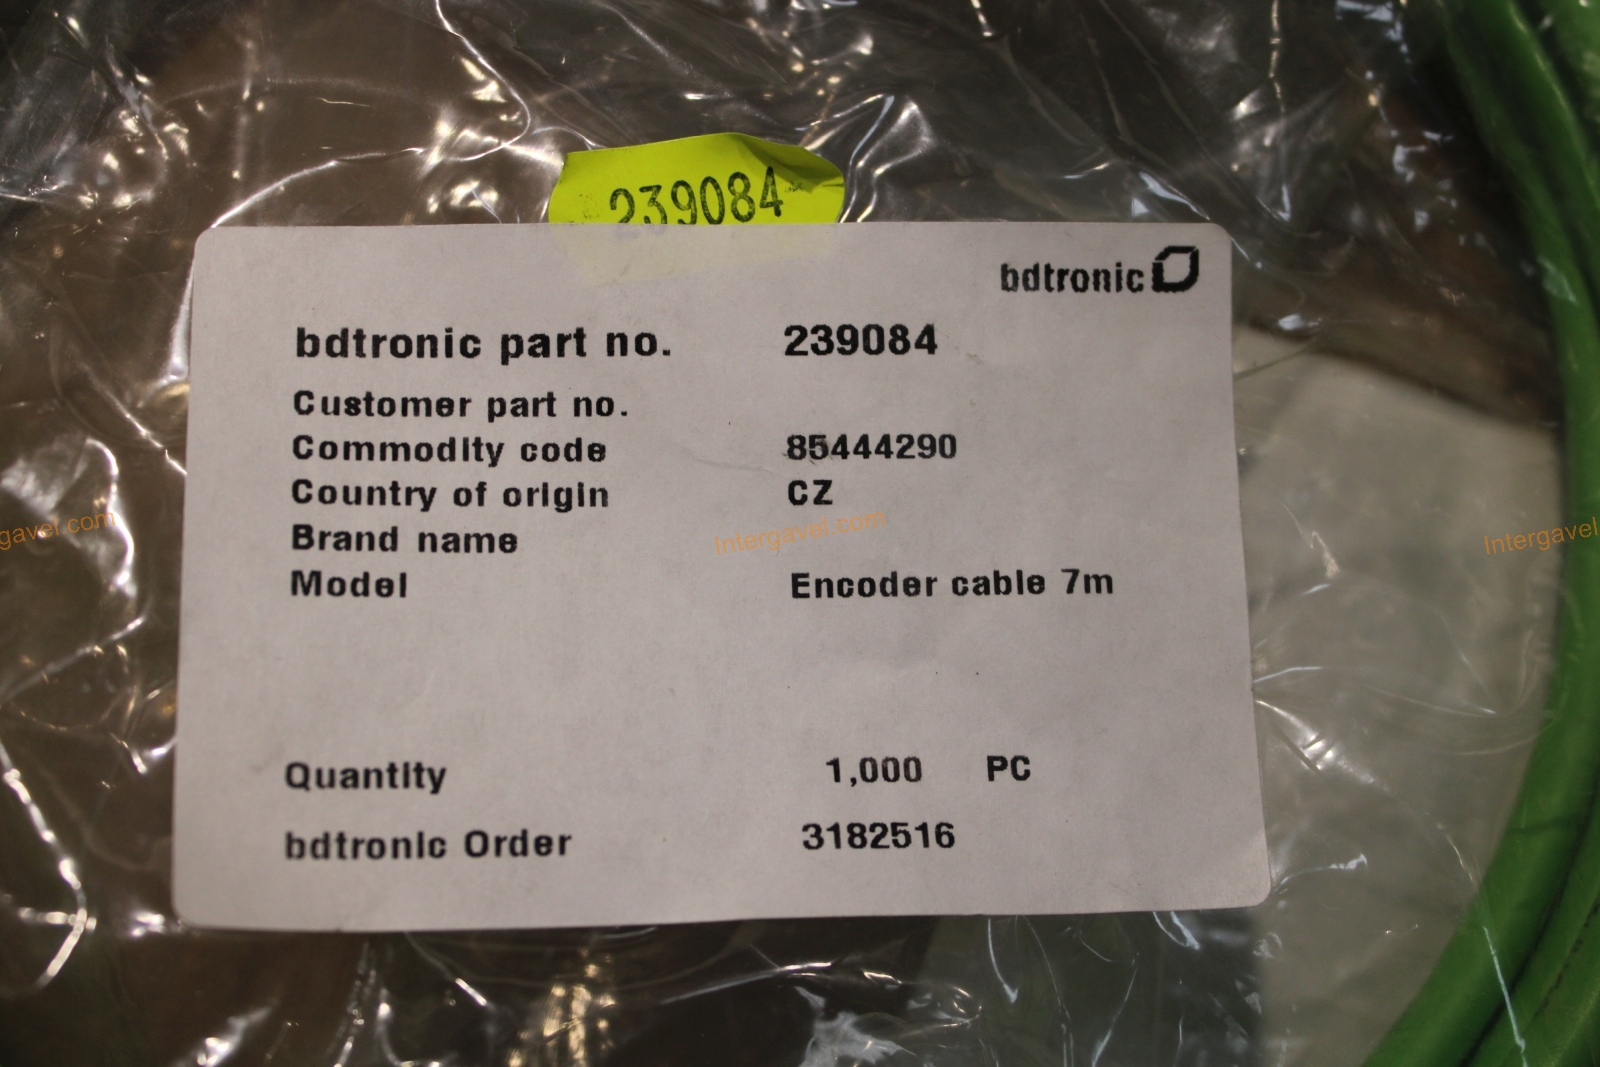 239084
bdtronic
bdtronic part no. 239084
Customer part no.
Commodity code 85444290
Country of origin CZ
Brand name
Model Encoder cable 7m
Quantity 1,000 PC
bdtronic Order 3182516
gavel.com
Intergavel.com
Intergavel